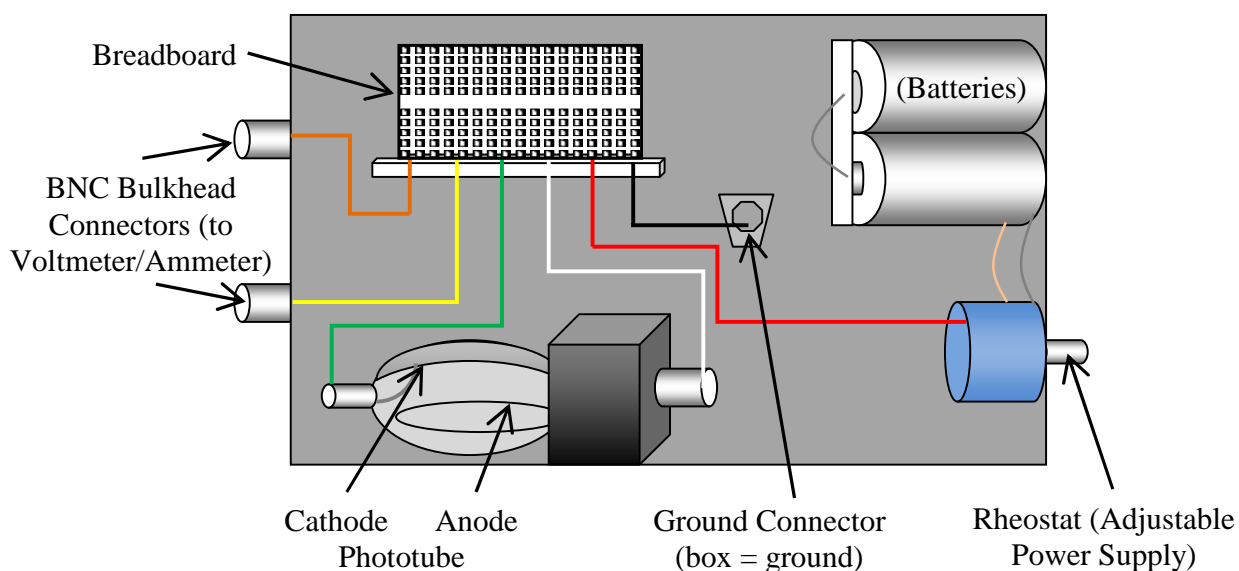 Breadboard
(Batteries)
BNC Bulkhead
Connectors (to
Voltmeter/Ammeter)
Cathode
Anode
Phototube
Ground Connector
(box = ground)
Rheostat (Adjustable
Power Supply)